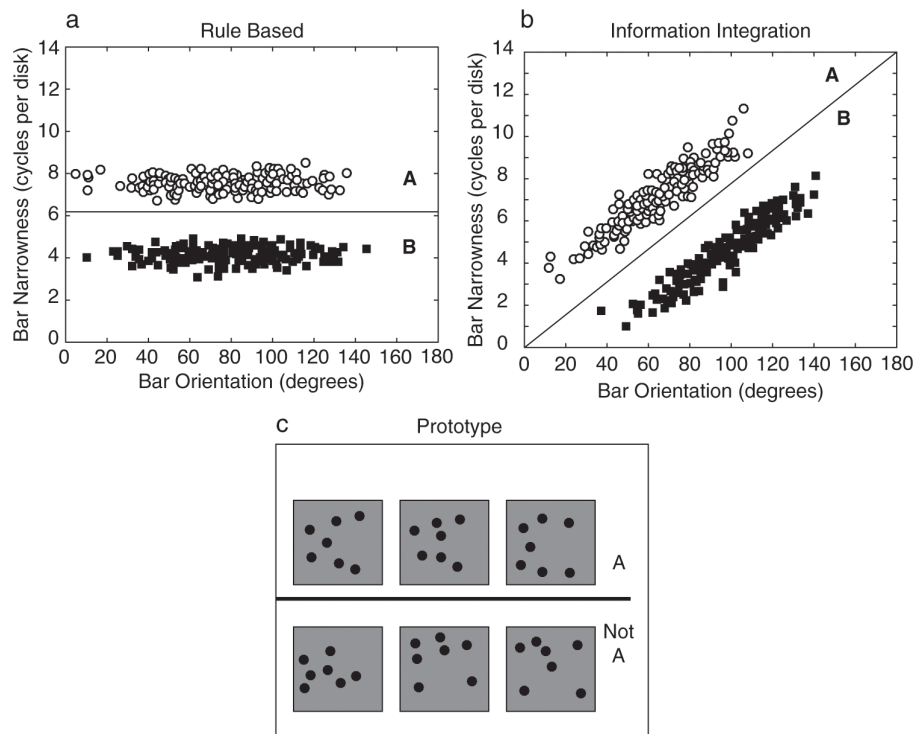 a
Rule Based
Bar Narrowness (cycles per disk)
14
12
10
8
6
4
2
0
A
B
0 20 40 60 80 100 120 140 160 180
Bar Orientation (degrees)
b
Information Integration
Bar Narrowness (cycles per disk)
14
12
10
8
6
4
2
0
A
B
0 20 40 60 80 100 120 140 160 180
Bar Orientation (degrees)
c
Prototype
A
Not
A